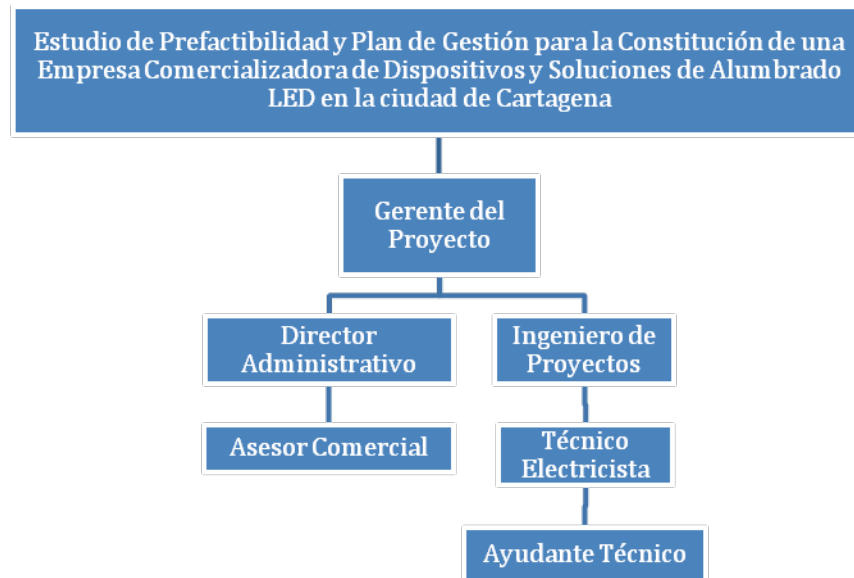 Estudio de Prefactibilidad y Plan de Gestión para la Constitución de una
Empresa Comercializadora de Dispositivos y Soluciones de Alumbrado
LED en la ciudad de Cartagena
Gerente del
Proyecto
Director
Administrativo
Ingeniero de
Proyectos
Asesor Comercial
Técnico
Electricista
Ayudante Técnico